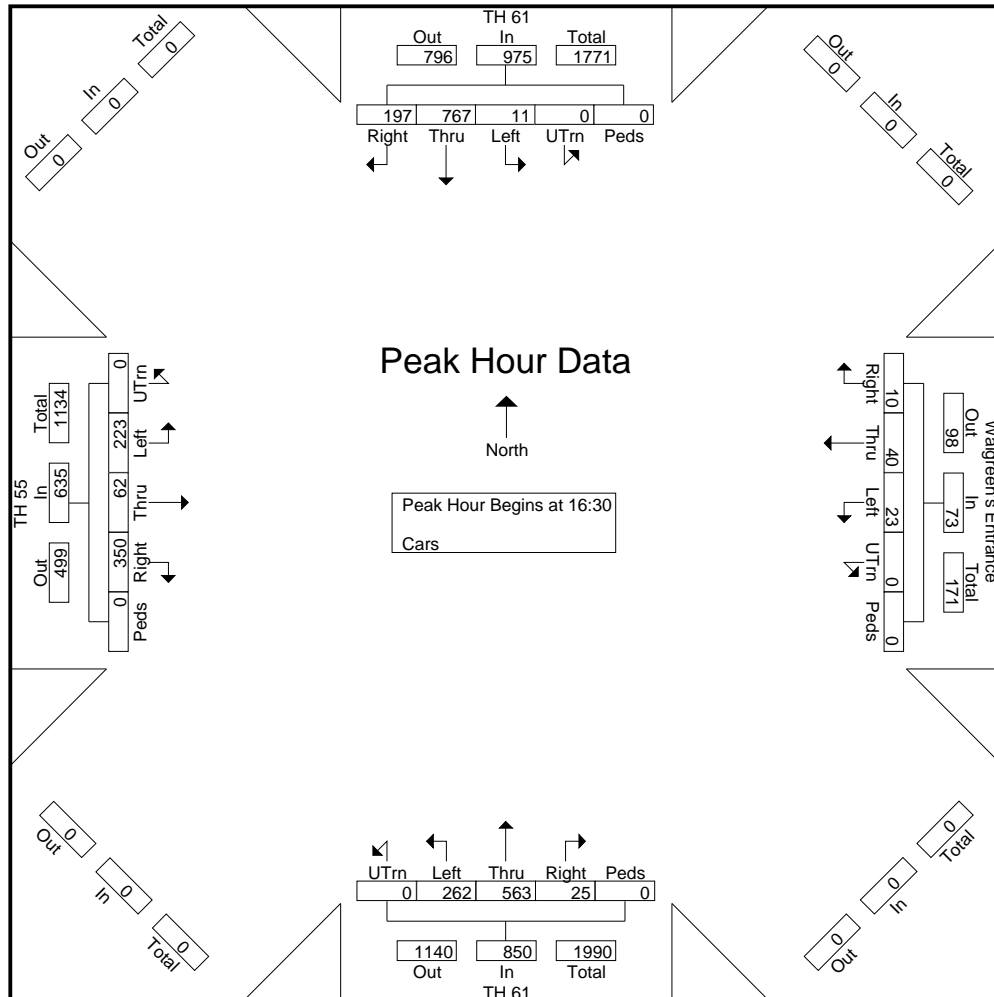 TH 61
Out In Total
796 975 1771
197 767 11 0 0
Right Thru Left UTrn Peds
Total
0
In
0
Out
0
Out
0
In
0
Total
0
Peak Hour Data
North
Peak Hour Begins at 16:30
Cars
TH 55
Total In Out
1134 635 499
0 223 62 350 0
UTrn Left Thru Right Peds
Walgreen's Entrance
Out In Total
98 73 171
10 40 23 0 0
Right Thru Left UTrn Peds
0
Out
0
In
0
Total
0
Total
0
In
0
Out
UTrn Left Thru Right Peds
0 262 563 25 0
1140 850 1990
Out In Total
TH 61